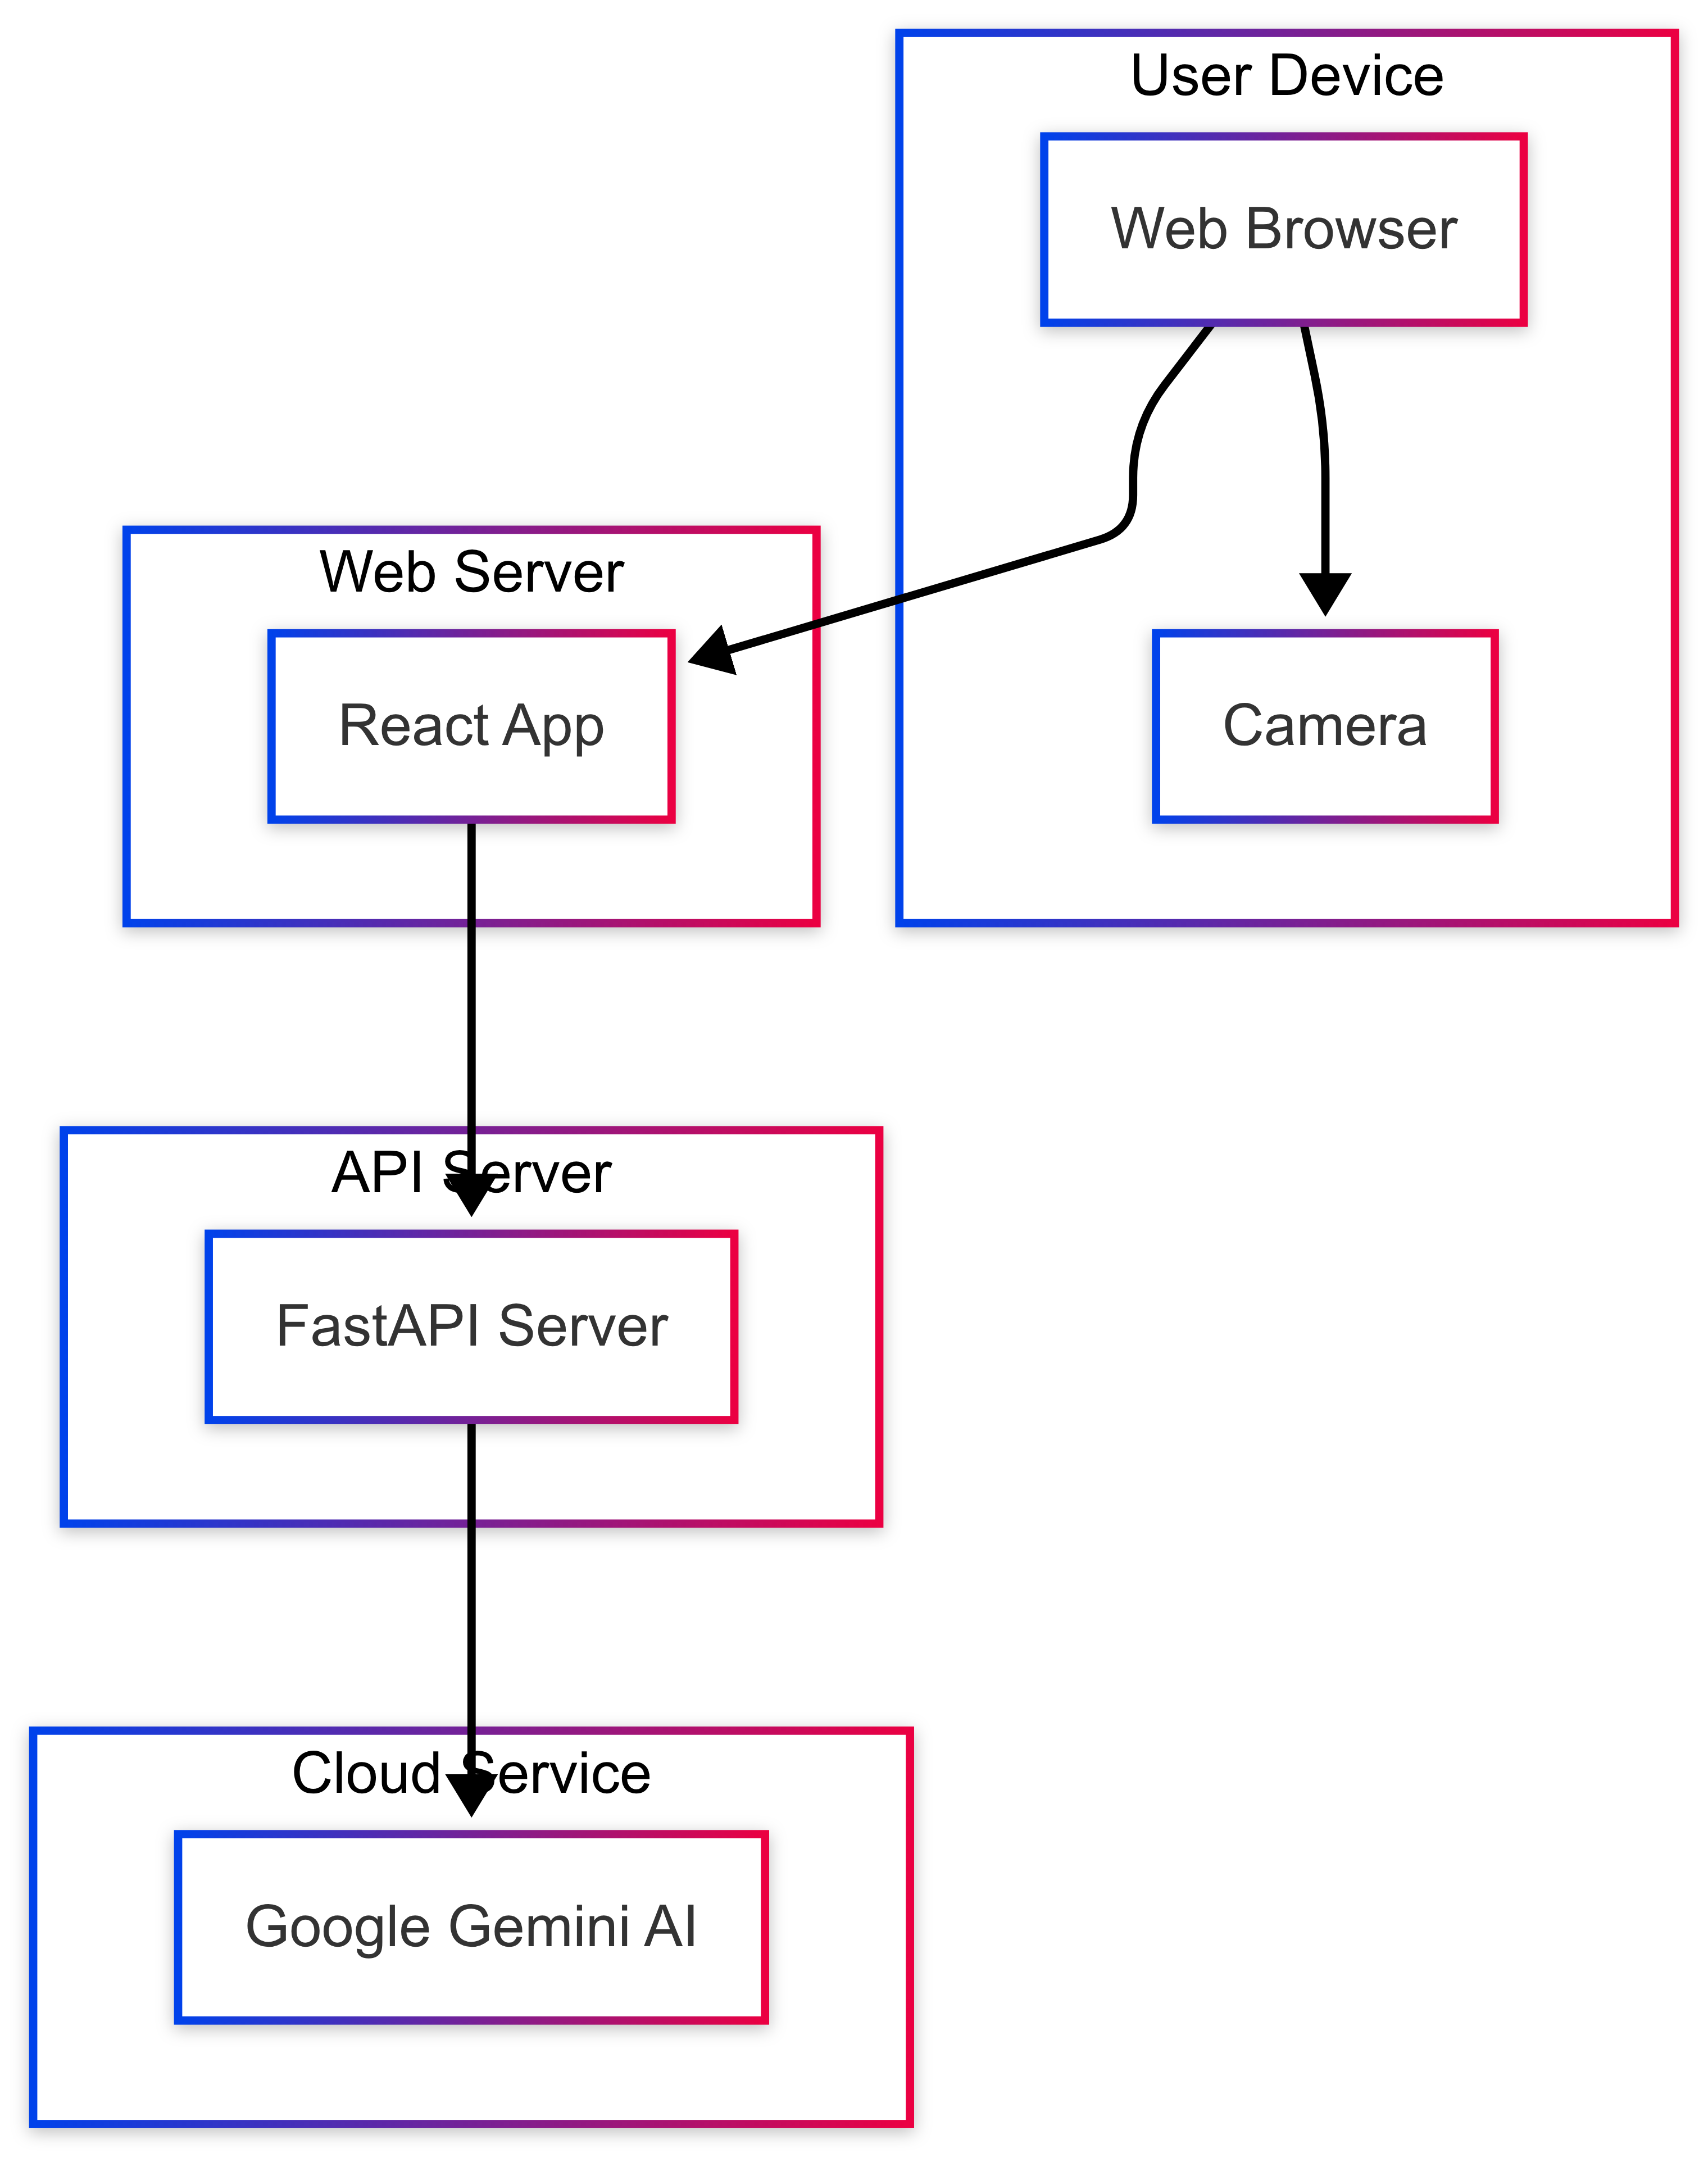 User Device
Web Browser
Web Server
React App
Camera
API Server
FastAPI Server
Cloud Service
Google Gemini AI